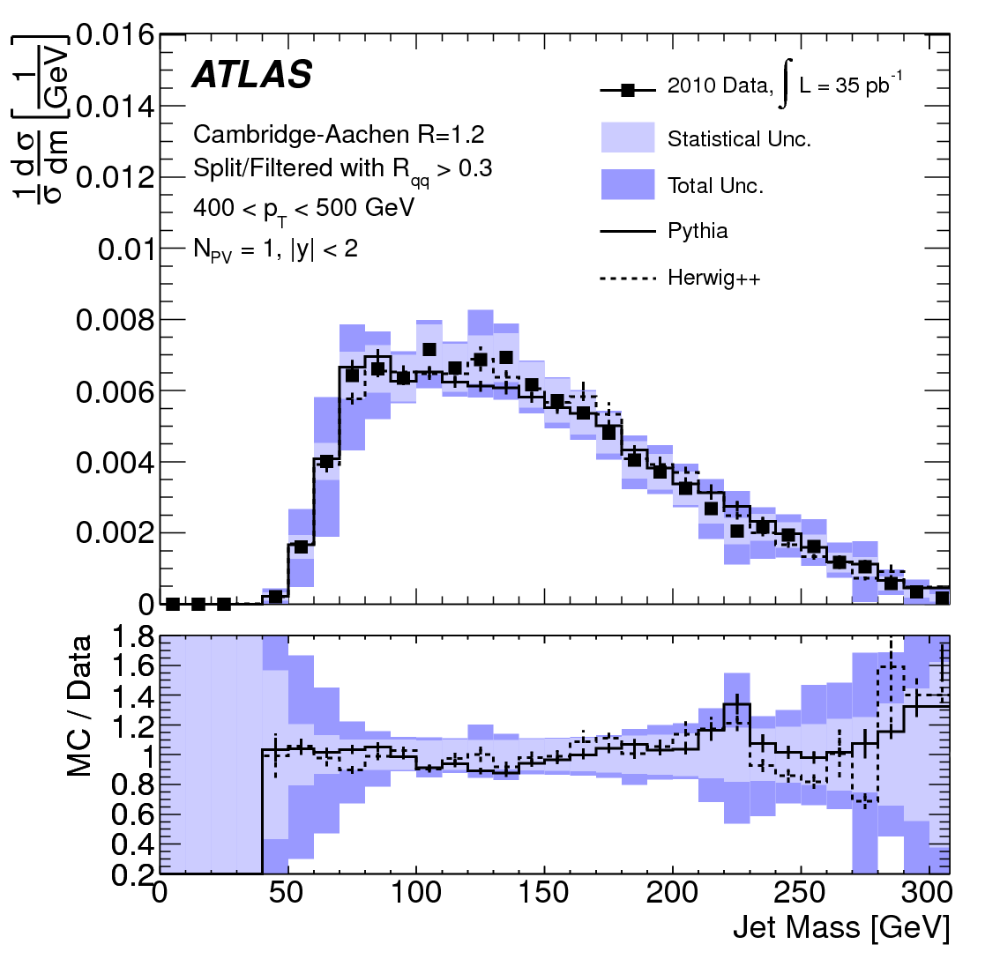 1/σ dσ/dm [1/GeV]
ATLAS
Cambridge-Aachen R=1.2
Split/Filtered with R_qq > 0.3
400 < p_T < 500 GeV
N_PV = 1, |y| < 2
2010 Data, ∫ L = 35 pb^-1
Statistical Unc.
Total Unc.
Pythia
Herwig++
0.016
0.014
0.012
0.01
0.008
0.006
0.004
0.002
0
MC / Data
1.8
1.6
1.4
1.2
1
0.8
0.6
0.4
0.2
0 50 100 150 200 250 300
Jet Mass [GeV]